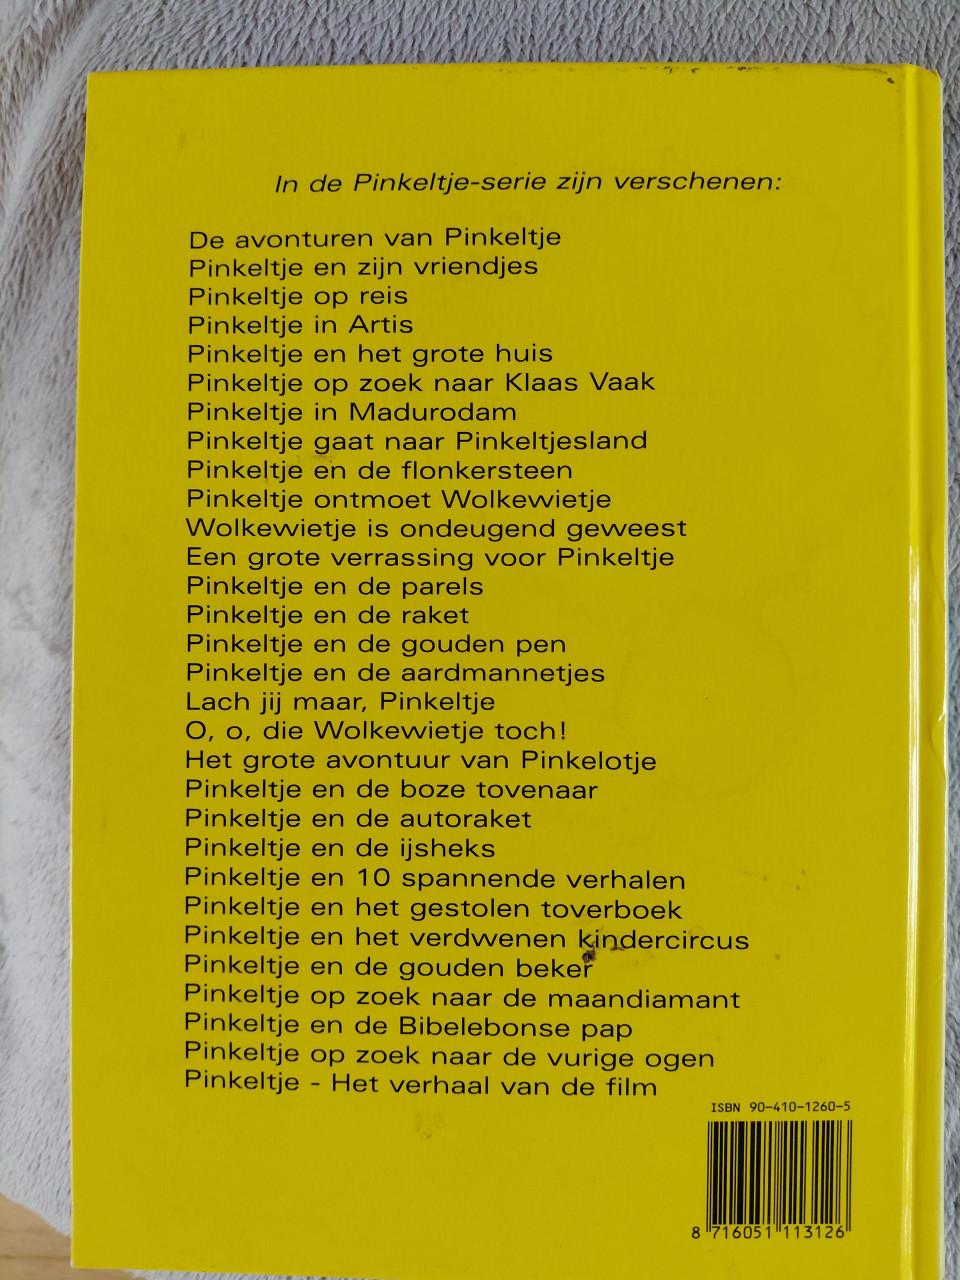 In de Pinkeltje-serie zijn verschenen:
De avonturen van Pinkeltje
Pinkeltje en zijn vriendjes
Pinkeltje op reis
Pinkeltje in Artis
Pinkeltje en het grote huis
Pinkeltje op zoek naar Klaas Vaak
Pinkeltje in Madurodam
Pinkeltje gaat naar Pinkeltjesland
Pinkeltje en de flonkersteen
Pinkeltje ontmoet Wolkewietje
Wolkewietje is ondeugend geweest
Een grote verrassing voor Pinkeltje
Pinkeltje en de parels
Pinkeltje en de raket
Pinkeltje en de gouden pen
Pinkeltje en de aardmannetjes
Lach jij maar, Pinkeltje
O, o, die Wolkewietje toch!
Het grote avontuur van Pinkelotje
Pinkeltje en de boze tovenaar
Pinkeltje en de autoraket
Pinkeltje en de ijsheks
Pinkeltje en 10 spannende verhalen
Pinkeltje en het gestolen toverboek
Pinkeltje en het verdwenen kindercircus
Pinkeltje en de gouden beker
Pinkeltje op zoek naar de maandiamant
Pinkeltje en de Bibelebonse pap
Pinkeltje op zoek naar de vurige ogen
Pinkeltje - Het verhaal van de film
ISBN 90-410-1260-5
8 716051 113126